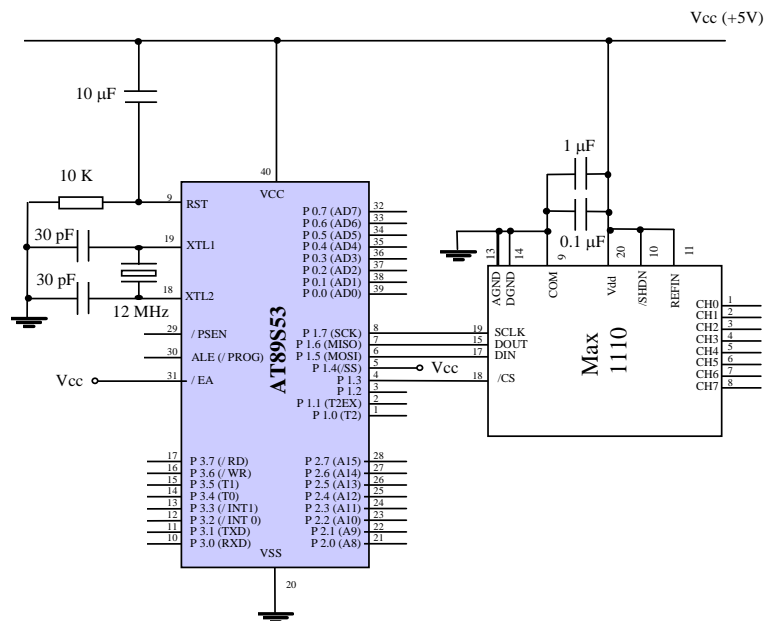 Vcc (+5V)
10 µF
1 µF
0.1 µF
10 K
30 pF
30 pF
12 MHz
Vcc
AT89S53
40
VCC
9
RST
19
XTL1
18
XTL2
29
/ PSEN
30
ALE (/ PROG)
31
/ EA
17
P 3.7 (/ RD)
16
P 3.6 (/ WR)
15
P 3.5 (T1)
14
P 3.4 (T0)
13
P 3.3 (/ INT1)
12
P 3.2 (/ INT 0)
11
P 3.1 (TXD)
10
P 3.0 (RXD)
P 0.7 (AD7)
32
P 0.6 (AD6)
33
P 0.5 (AD5)
34
P 0.4 (AD4)
35
P 0.3 (AD3)
36
P 0.2 (AD2)
37
P 0.1 (AD1)
38
P 0.0 (AD0)
39
P 1.7 (SCK)
8
P 1.6 (MISO)
7
P 1.5 (MOSI)
6
P 1.4(/SS)
5
Vcc
P 1.3
4
P 1.2
3
P 1.1 (T2EX)
2
P 1.0 (T2)
1
P 2.7 (A15)
28
P 2.6 (A14)
27
P 2.5 (A13)
26
P 2.4 (A12)
25
P 2.3 (A11)
24
P 2.2 (A10)
23
P 2.1 (A9)
22
P 2.0 (A8)
21
VSS
20
Max
1110
13
AGND
14
DGND
9
COM
20
Vdd
10
/SHDN
11
REFIN
19
SCLK
15
DOUT
17
DIN
18
/CS
CH0
1
CH1
2
CH2
3
CH3
4
CH4
5
CH5
6
CH6
7
CH7
8